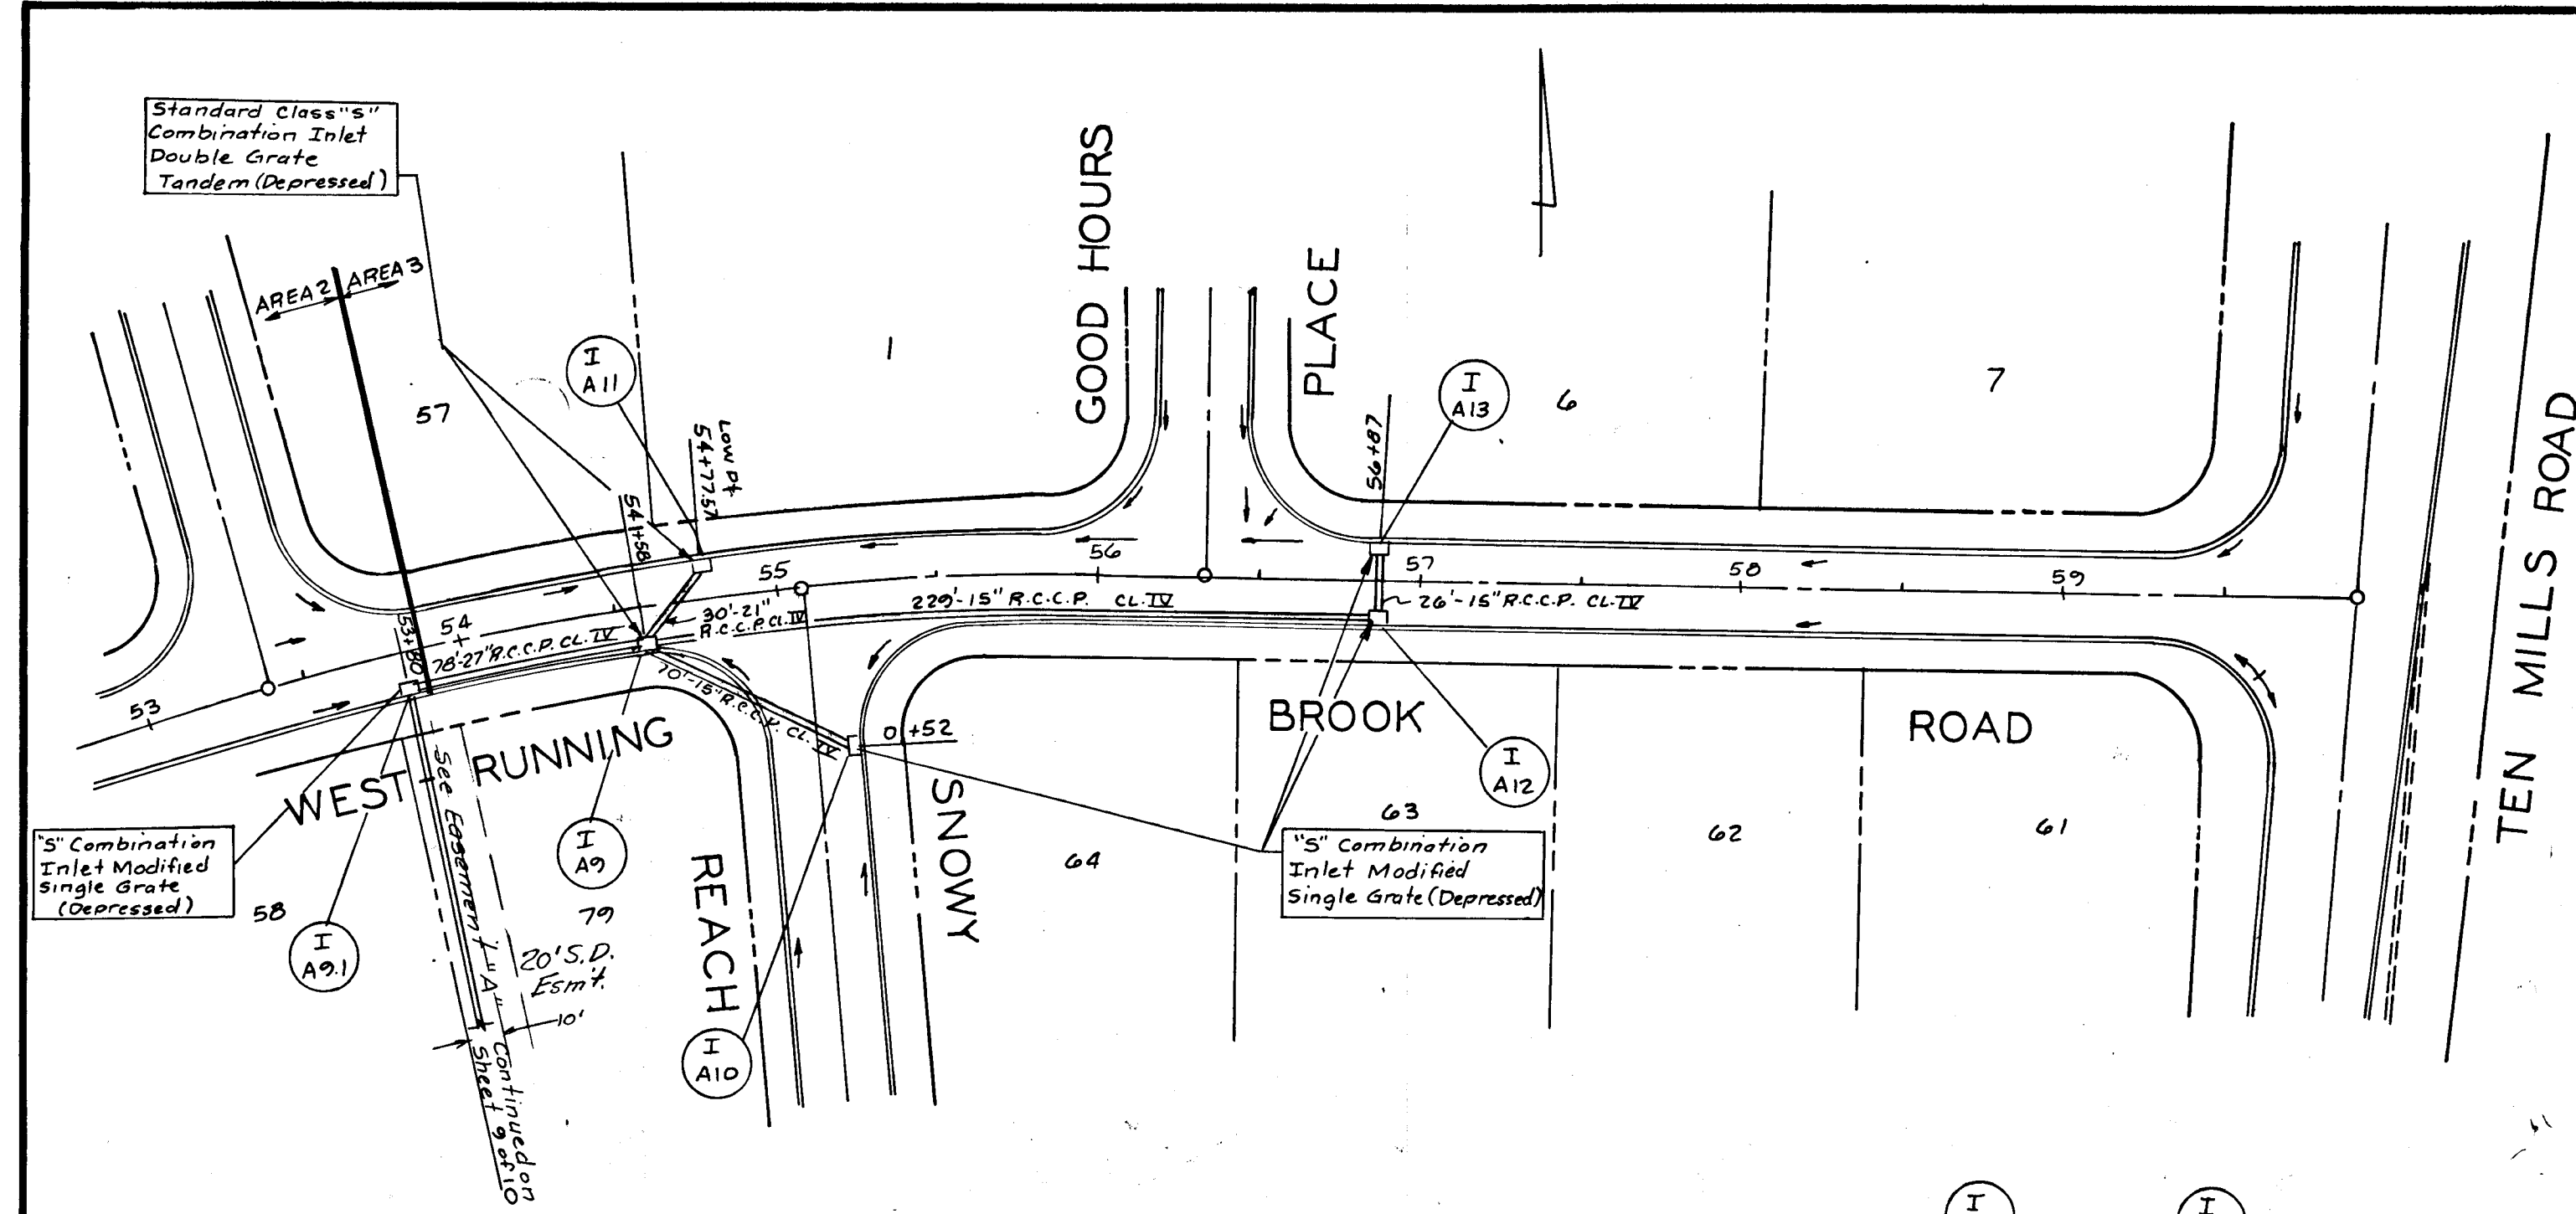 Standard Class "S"
Combination Inlet
Double Grate
Tandem (Depressed)
AREA 2
AREA 3
57
I
A11
1
GOOD HOURS
PLACE
I
A13
6
7
TEN MILLS ROAD
Low Pt.
54+77.57
54+58
56+87
53+80
53
54
55
56
57
58
59
78'-27" R.C.C.P. CL. IV
30'-21"
R.C.C.P. CL. IV
229'-15" R.C.C.P. CL. IV
26'-15" R.C.C.P. CL. IV
70'-15" R.C.C.P. CL. IV
0+52
WEST RUNNING BROOK ROAD
SNOWY
REACH
"S" Combination
Inlet Modified
Single Grate
(Depressed)
58
I
A9.1
I
A9
79
20' S.D.
Esm't.
10'
See Easement "A"
Continued on
Sheet 9 of 10
I
A10
64
63
62
61
"S" Combination
Inlet Modified
Single Grate (Depressed)
I
A12
I
I